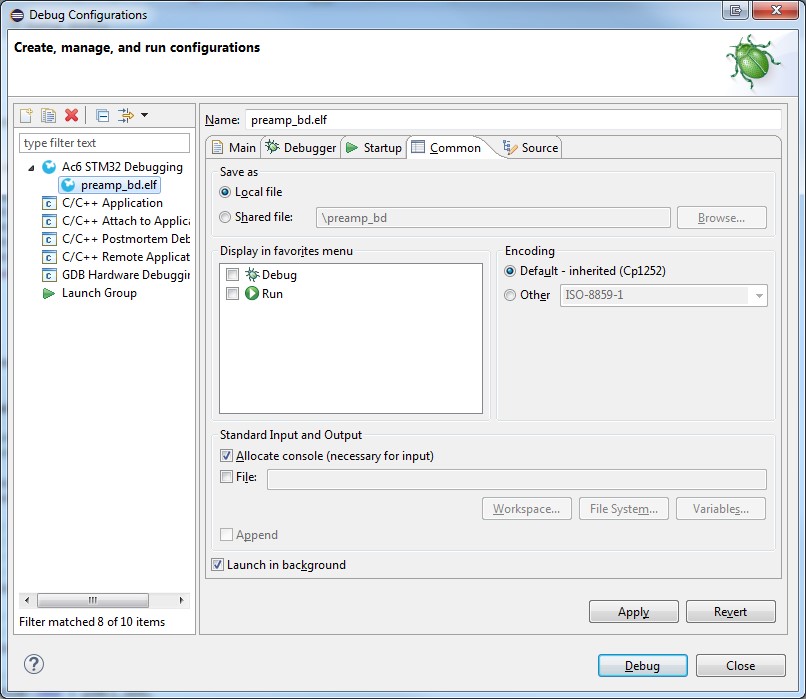 Debug Configurations
Create, manage, and run configurations
type filter text
Ac6 STM32 Debugging
preamp_bd.elf
C/C++ Application
C/C++ Attach to Applica
C/C++ Postmortem Deb
C/C++ Remote Applicat
GDB Hardware Debuggin
Launch Group
Filter matched 8 of 10 items
Name: preamp_bd.elf
Main Debugger Startup Common Source
Save as
Local file
Shared file: \preamp_bd Browse...
Display in favorites menu
Debug
Run
Encoding
Default - inherited (Cp1252)
Other ISO-8859-1
Standard Input and Output
Allocate console (necessary for input)
File:
Workspace... File System... Variables...
Append
Launch in background
Apply Revert
? Debug Close